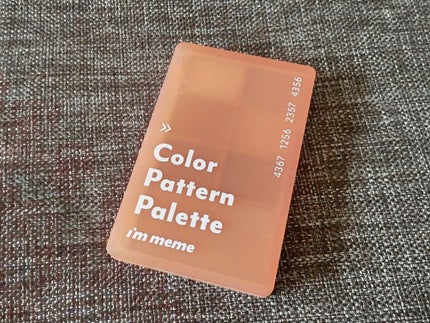 4367 1256 2357 4356
»
Color
Pattern
Palette
i'm meme